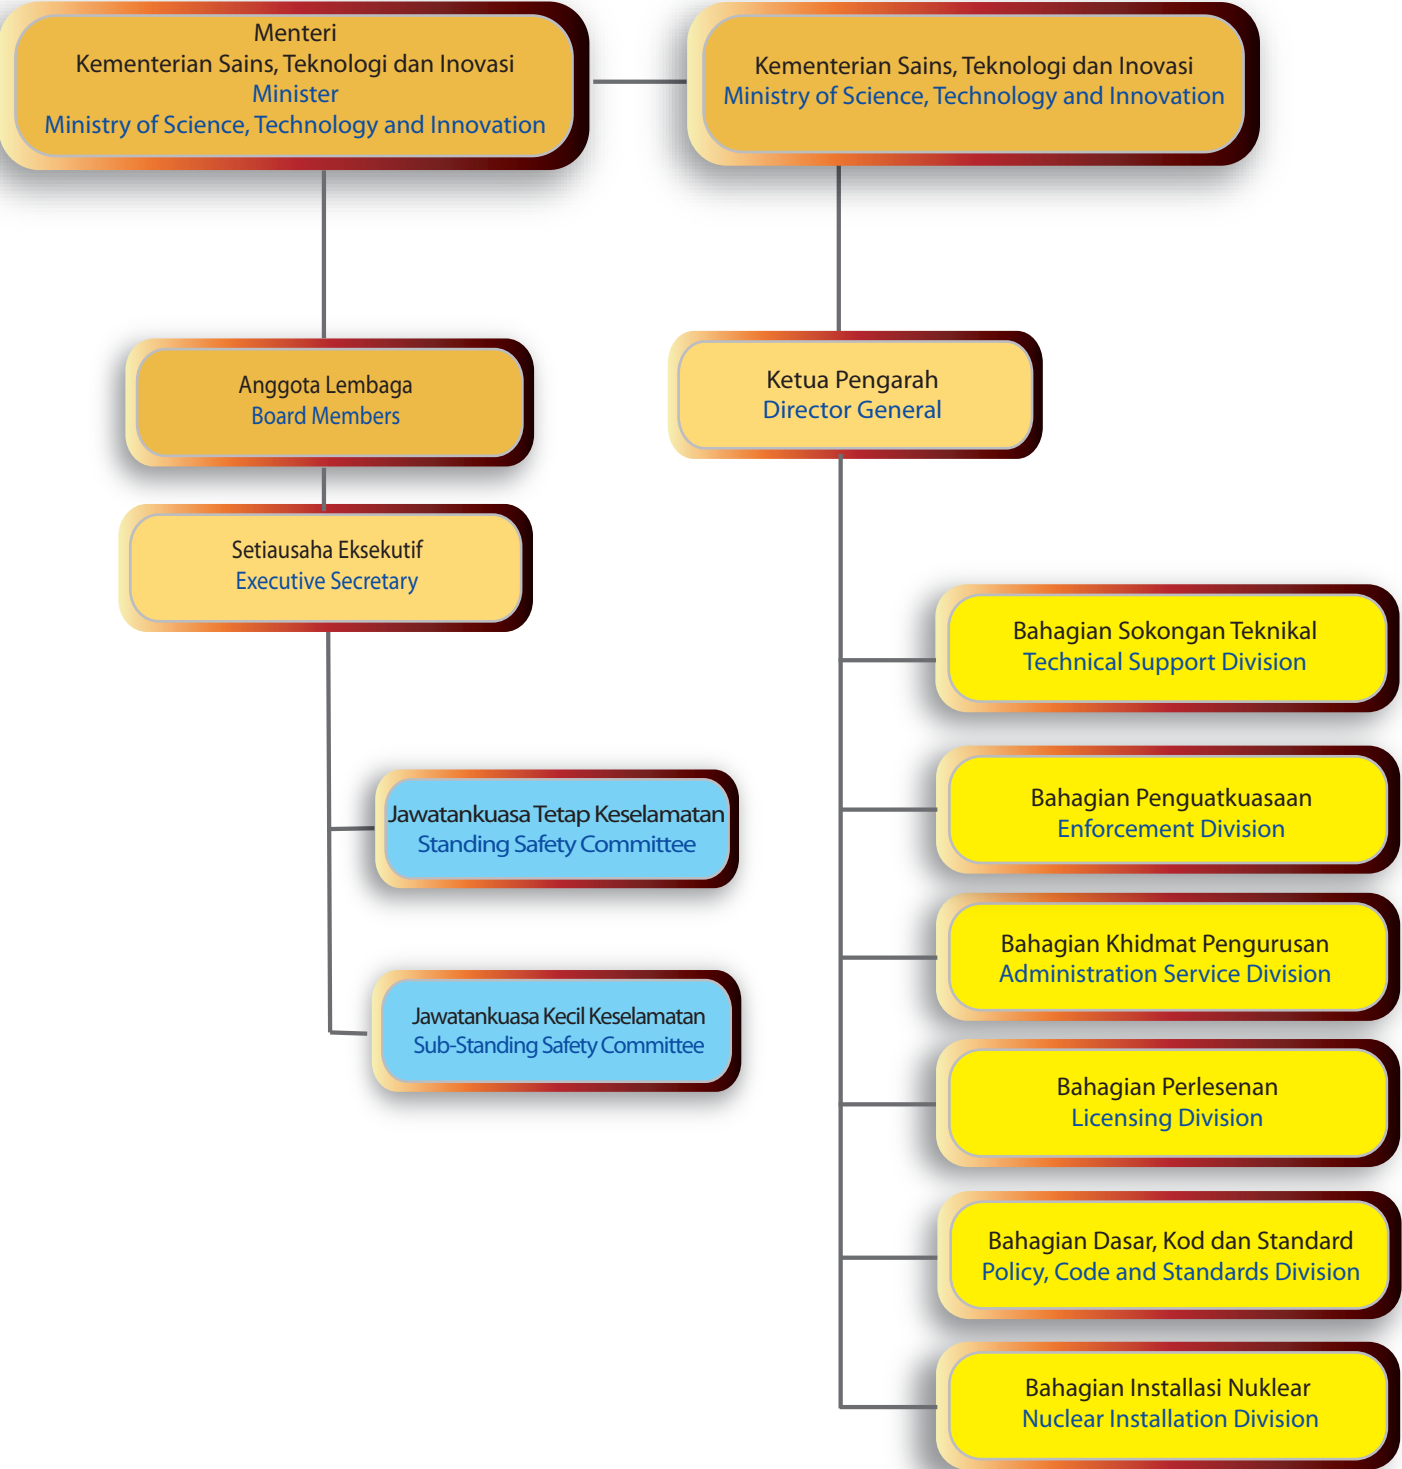 Menteri
Kementerian Sains, Teknologi dan Inovasi
Minister
Ministry of Science, Technology and Innovation
Kementerian Sains, Teknologi dan Inovasi
Ministry of Science, Technology and Innovation
Anggota Lembaga
Board Members
Ketua Pengarah
Director General
Setiausaha Eksekutif
Executive Secretary
Jawatankuasa Tetap Keselamatan
Standing Safety Committee
Jawatankuasa Kecil Keselamatan
Sub-Standing Safety Committee
Bahagian Sokongan Teknikal
Technical Support Division
Bahagian Penguatkuasaan
Enforcement Division
Bahagian Khidmat Pengurusan
Administration Service Division
Bahagian Perlesenan
Licensing Division
Bahagian Dasar, Kod dan Standard
Policy, Code and Standards Division
Bahagian Installasi Nuklear
Nuclear Installation Division